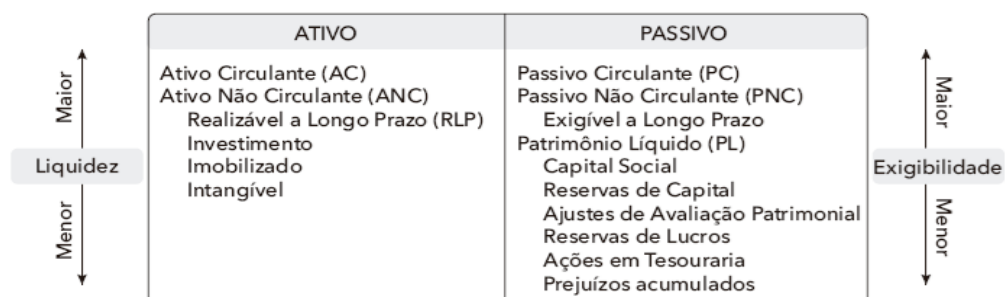 ATIVO
PASSIVO
Maior
Liquidez
Menor
Ativo Circulante (AC)
Ativo Não Circulante (ANC)
Realizável a Longo Prazo (RLP)
Investimento
Imobilizado
Intangível
Passivo Circulante (PC)
Passivo Não Circulante (PNC)
Exigível a Longo Prazo
Patrimônio Líquido (PL)
Capital Social
Reservas de Capital
Ajustes de Avaliação Patrimonial
Reservas de Lucros
Ações em Tesouraria
Prejuízos acumulados
Maior
Exigibilidade
Menor